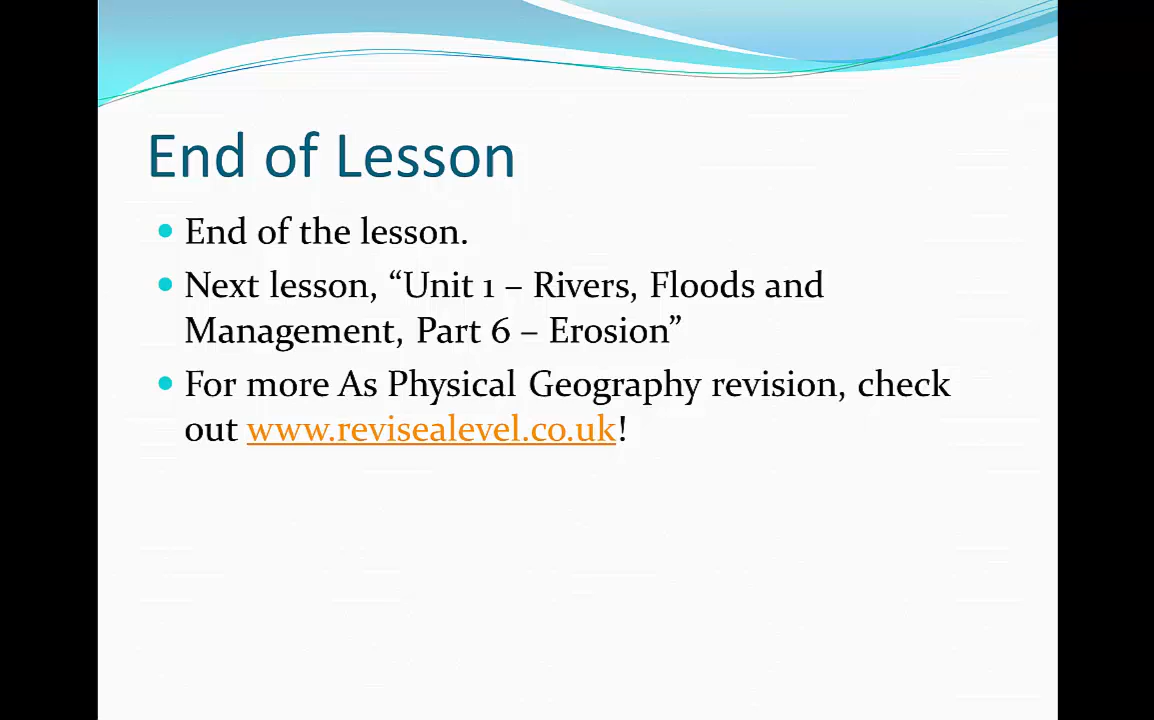 End of Lesson
End of the lesson.
Next lesson, “Unit 1 – Rivers, Floods and
Management, Part 6 – Erosion”
For more As Physical Geography revision, check
out www.revisealevel.co.uk!